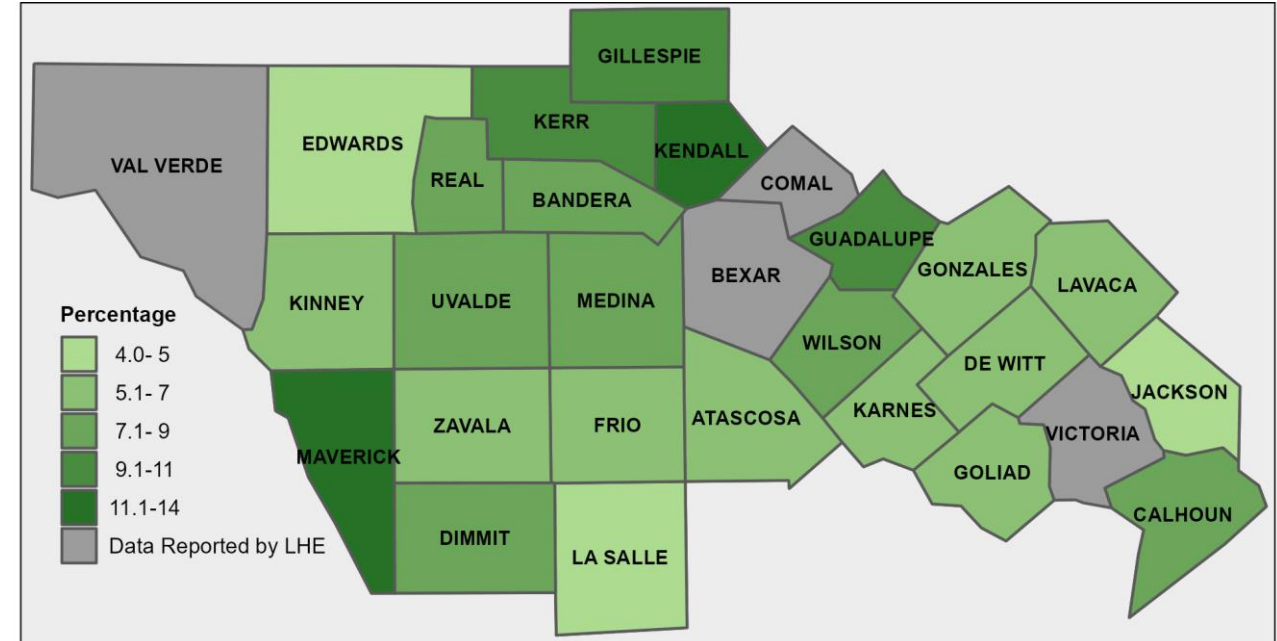 GILLESPIE
KERR
EDWARDS
KENDALL
VAL VERDE
REAL
COMAL
BANDERA
GUADALUPE
GONZALES
BEXAR
LAVACA
KINNEY
UVALDE
MEDINA
WILSON
DE WITT
JACKSON
KARNES
ATASCOSA
ZAVALA
FRIO
VICTORIA
MAVERICK
GOLIAD
CALHOUN
DIMMIT
LA SALLE
Percentage
4.0- 5
5.1- 7
7.1- 9
9.1-11
11.1-14
Data Reported by LHE